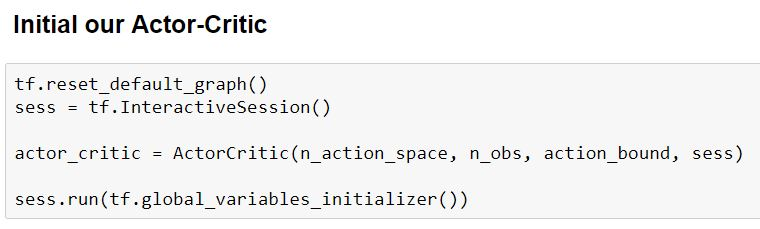 Initial our Actor-Critic
tf.reset_default_graph()
sess = tf.InteractiveSession()
actor_critic = ActorCritic(n_action_space, n_obs, action_bound, sess)
sess.run(tf.global_variables_initializer())